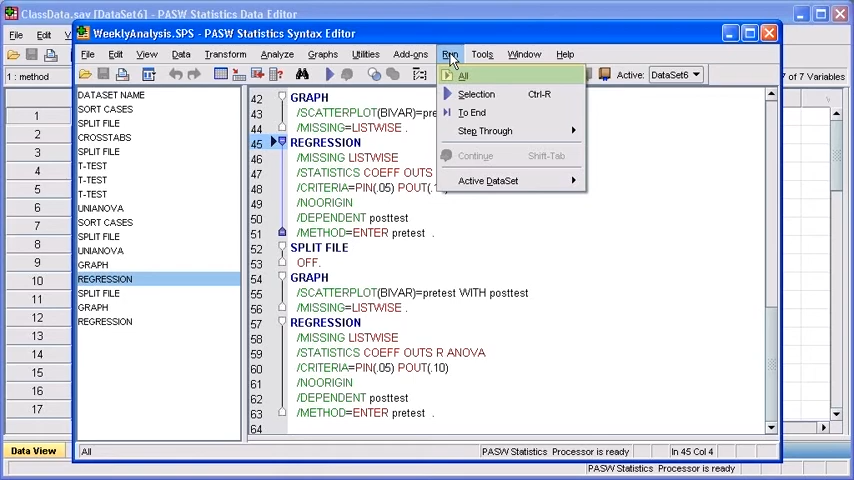 ClassData.sav [DataSet6] - PASW Statistics Data Editor
File Edit
1 : method
7 of 7 Variables
WeeklyAnalysis.SPS - PASW Statistics Syntax Editor
File Edit View Data Transform Analyze Graphs Utilities Add-ons Run Tools Window Help
Active: DataSet6
All
Selection Ctrl-R
To End
Step Through
Continue Shift-Tab
Active DataSet
DATASET NAME
SORT CASES
SPLIT FILE
CROSSTABS
SPLIT FILE
T-TEST
T-TEST
T-TEST
UNIANOVA
SORT CASES
SPLIT FILE
UNIANOVA
GRAPH
REGRESSION
SPLIT FILE
GRAPH
REGRESSION
42 GRAPH
43 /SCATTERPLOT(BIVAR)=pre
44 /MISSING=LISTWISE .
45 REGRESSION
46 /MISSING LISTWISE
47 /STATISTICS COEFF OUTS
48 /CRITERIA=PIN(.05) POUT(.10)
49 /NOORIGIN
50 /DEPENDENT posttest
51 /METHOD=ENTER pretest .
52 SPLIT FILE
53 OFF.
54 GRAPH
55 /SCATTERPLOT(BIVAR)=pretest WITH posttest
56 /MISSING=LISTWISE .
57 REGRESSION
58 /MISSING LISTWISE
59 /STATISTICS COEFF OUTS R ANOVA
60 /CRITERIA=PIN(.05) POUT(.10)
61 /NOORIGIN
62 /DEPENDENT posttest
63 /METHOD=ENTER pretest .
64
1
2
3
4
5
6
7
8
9
10
11
12
13
14
15
16
17
Data View
All
PASW Statistics Processor is ready
In 45 Col 4
PASW Statistics Processor is ready